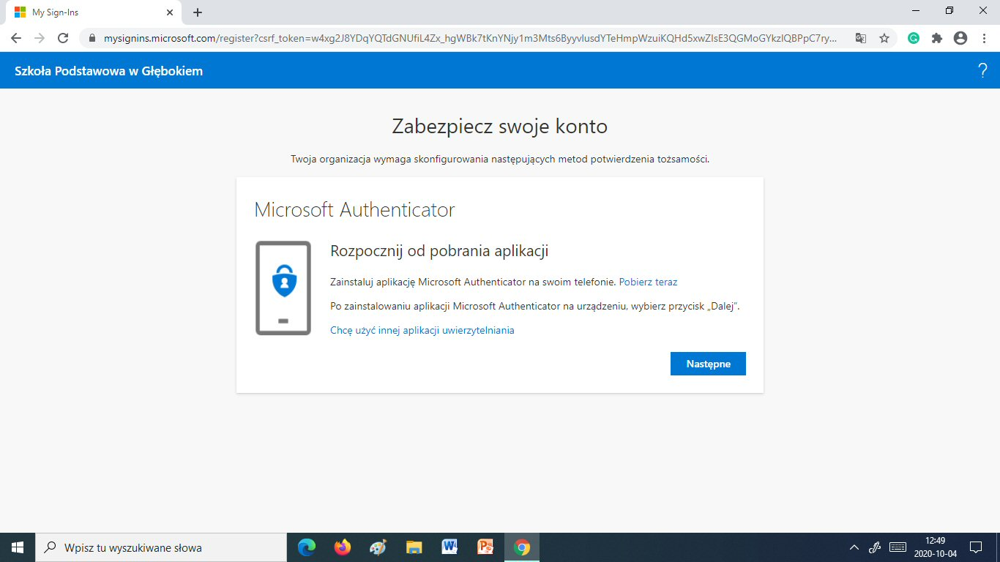 My Sign-Ins
mysignins.microsoft.com/register?csrf_token=w4xg2J8YDqYQTdGNUfiL4Zx_hgWBk7tKnYNjy1m3Mts6ByyvIusdYTeHmpWzuiKQHd5xwZlsE3QGMoGYkzIQBPpC7ry...
Szkoła Podstawowa w Głębokiem
?
Zabezpiecz swoje konto
Twoja organizacja wymaga skonfigurowania następujących metod potwierdzenia tożsamości.
Microsoft Authenticator
Rozpocznij od pobrania aplikacji
Zainstaluj aplikację Microsoft Authenticator na swoim telefonie. Pobierz teraz
Po zainstalowaniu aplikacji Microsoft Authenticator na urządzeniu, wybierz przycisk „Dalej”.
Chcę użyć innej aplikacji uwierzytelniania
Następne
Wpisz tu wyszukiwane słowa
12:49
2020-10-04